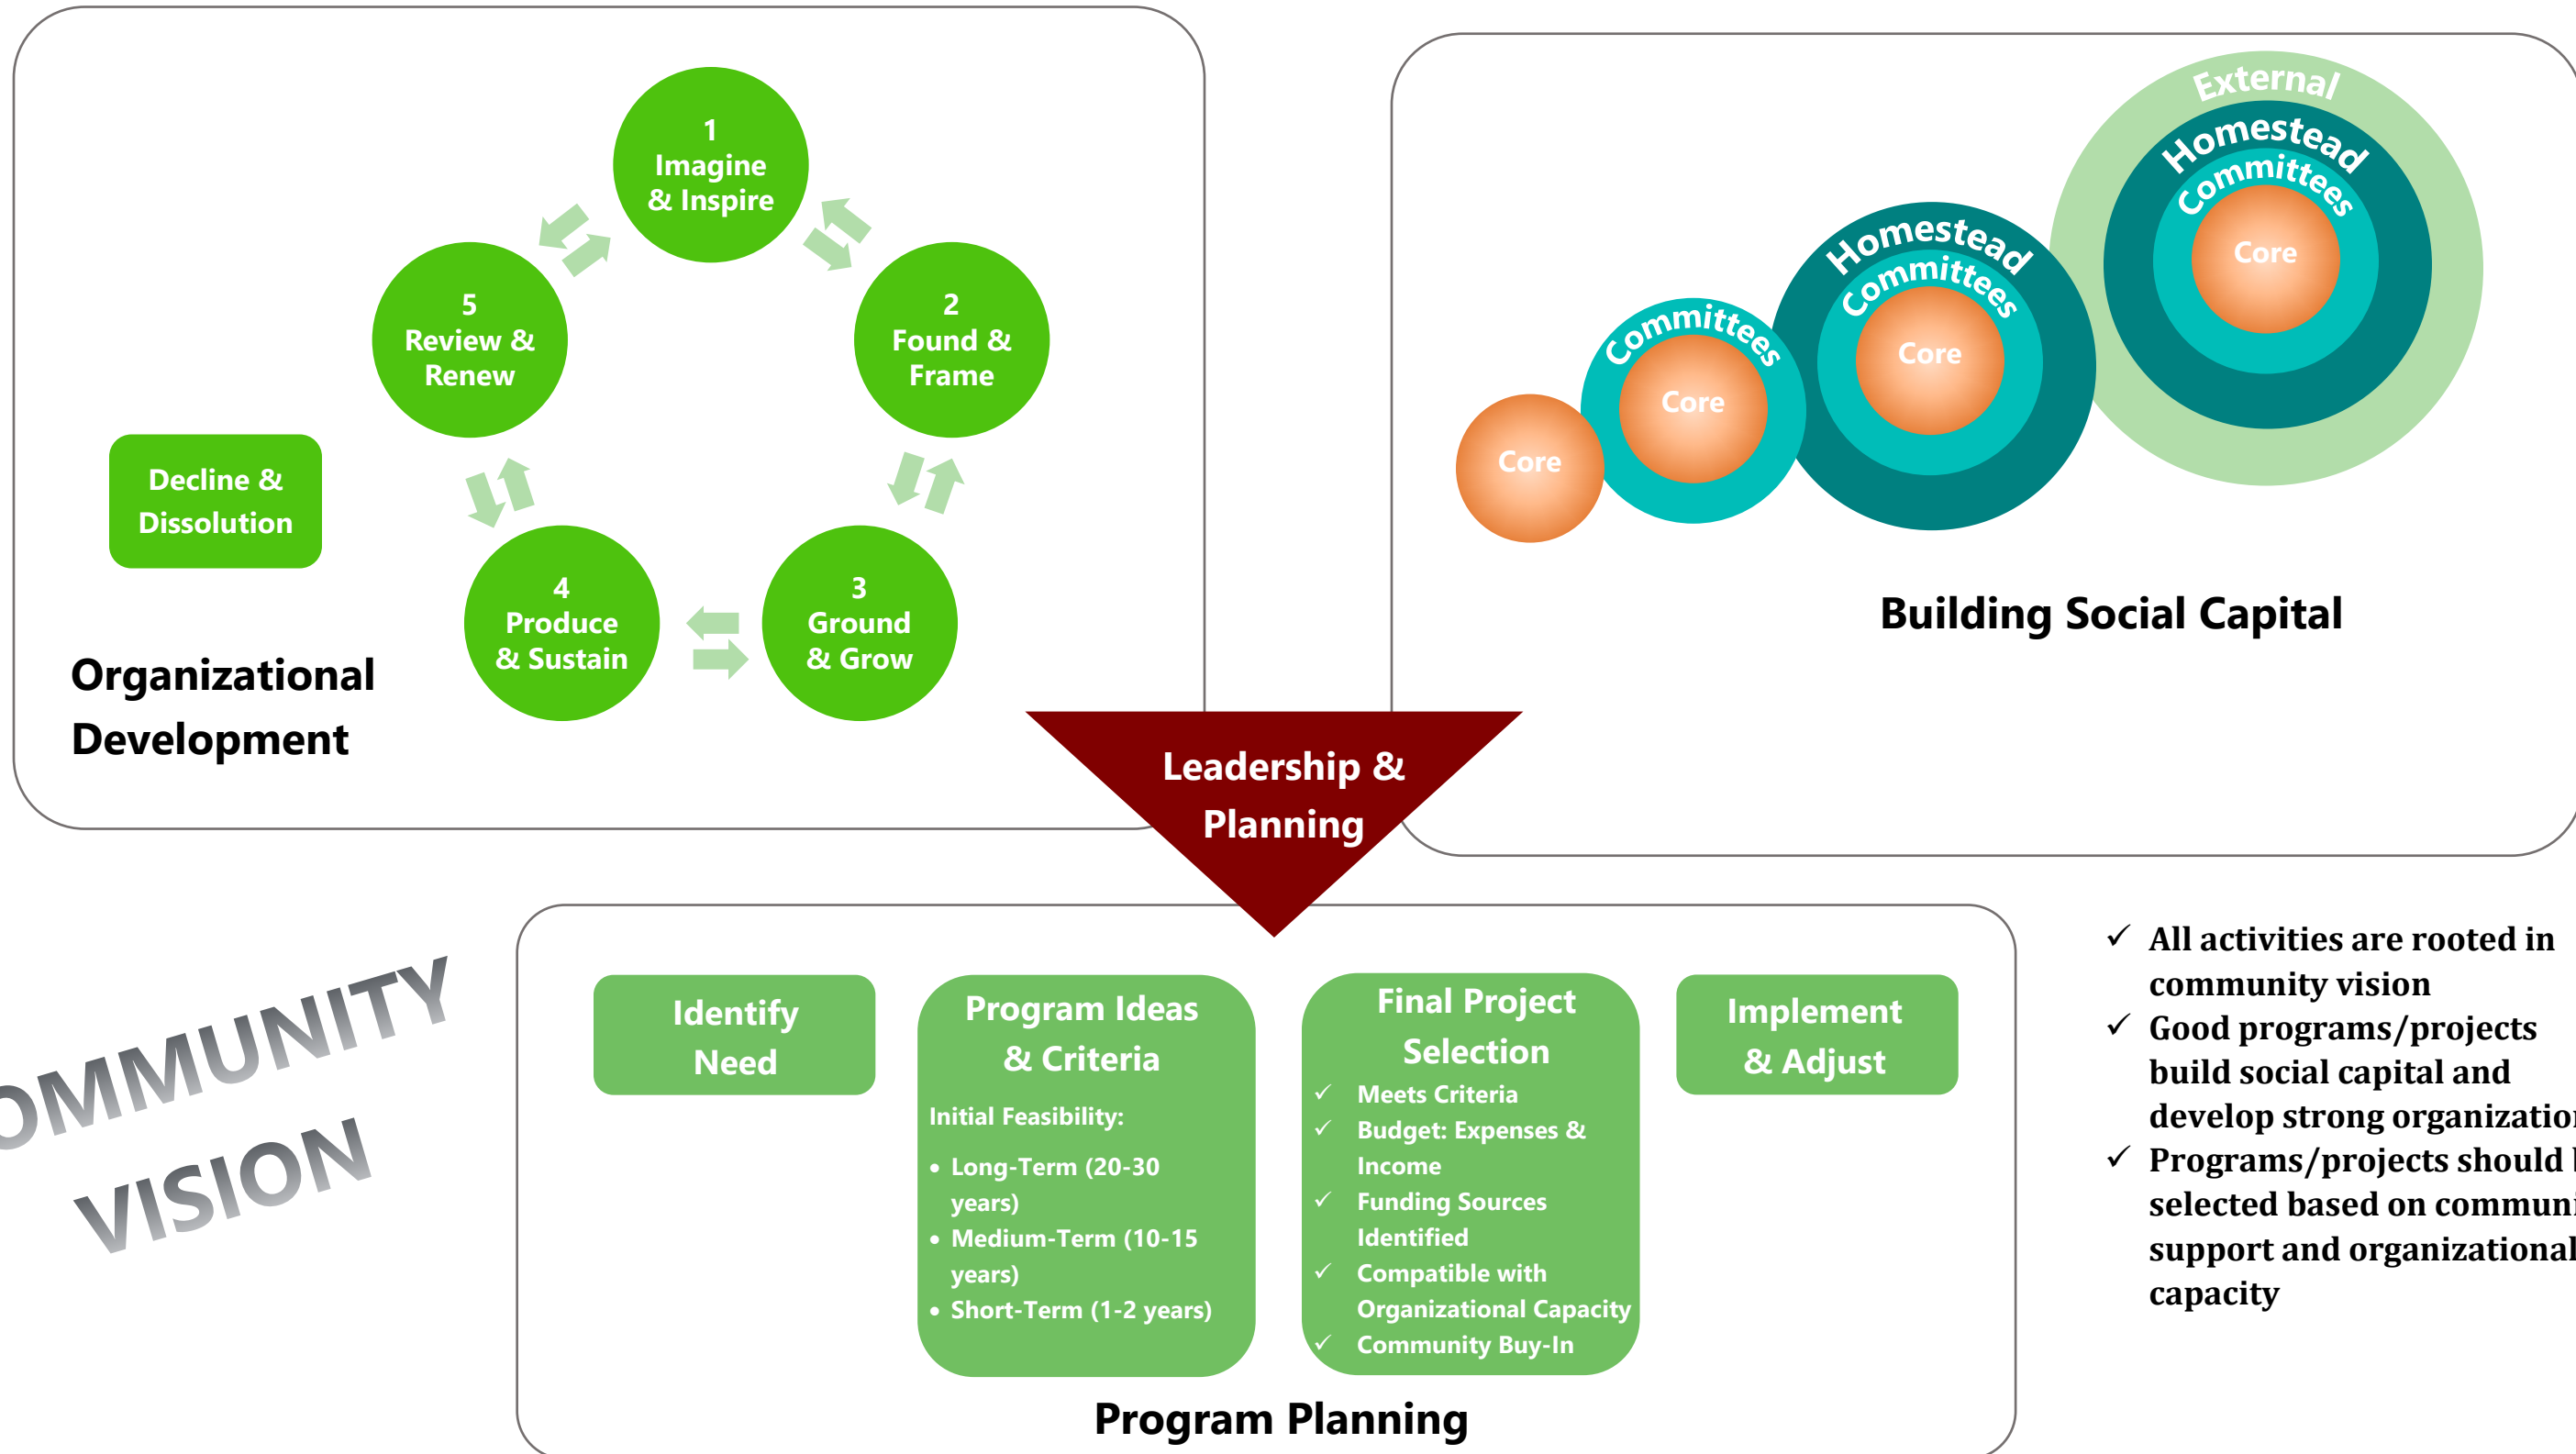 1
Imagine
& Inspire
2
Found &
Frame
3
Ground
& Grow
4
Produce
& Sustain
5
Review &
Renew
Decline &
Dissolution
Organizational
Development
External
Homestead
Committees
Core
Homestead
Committees
Core
Committees
Core
Core
Building Social Capital
Leadership &
Planning
OMMUNITY
VISION
Identify
Need
Program Ideas
& Criteria
Initial Feasibility:
• Long-Term (20-30
years)
• Medium-Term (10-15
years)
• Short-Term (1-2 years)
Final Project
Selection
✓ Meets Criteria
✓ Budget: Expenses &
Income
✓ Funding Sources
Identified
✓ Compatible with
Organizational Capacity
✓ Community Buy-In
Implement
& Adjust
Program Planning
✓ All activities are rooted in
community vision
✓ Good programs/projects
build social capital and
develop strong organization
✓ Programs/projects should
selected based on communi
support and organizational
capacity